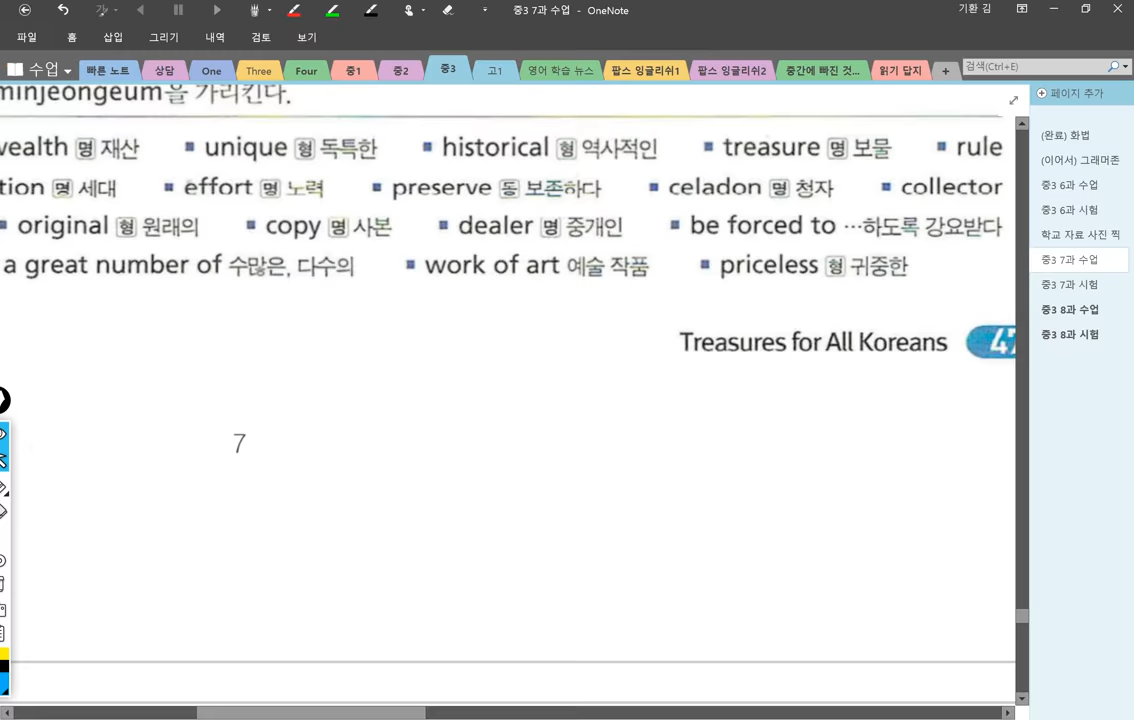 중3 7과 수업 - OneNote
기환 김
파일 홈 삽입 그리기 내역 검토 보기
수업 빠른 노트 상담 One Three Four 중1 중2 중3 고1 영어 학습 뉴스 팝스 잉글리쉬1 팝스 잉글리쉬2 중간에 빠진 것... 읽기 답지 + 검색(Ctrl+E)
minjeongeum을 가리킨다.
wealth 명 재산 ▪ unique 형 독특한 ▪ historical 형 역사적인 ▪ treasure 명 보물 ▪ rule
tion 명 세대 ▪ effort 명 노력 ▪ preserve 동 보존하다 ▪ celadon 명 청자 ▪ collector
▪ original 형 원래의 ▪ copy 명 사본 ▪ dealer 명 중개인 ▪ be forced to …하도록 강요받다
a great number of 수많은, 다수의 ▪ work of art 예술 작품 ▪ priceless 형 귀중한
Treasures for All Koreans 47
7
페이지 추가
(완료) 화법
(이어서) 그래머존
중3 6과 수업
중3 6과 시험
학교 자료 사진 찍
중3 7과 수업
중3 7과 시험
중3 8과 수업
중3 8과 시험